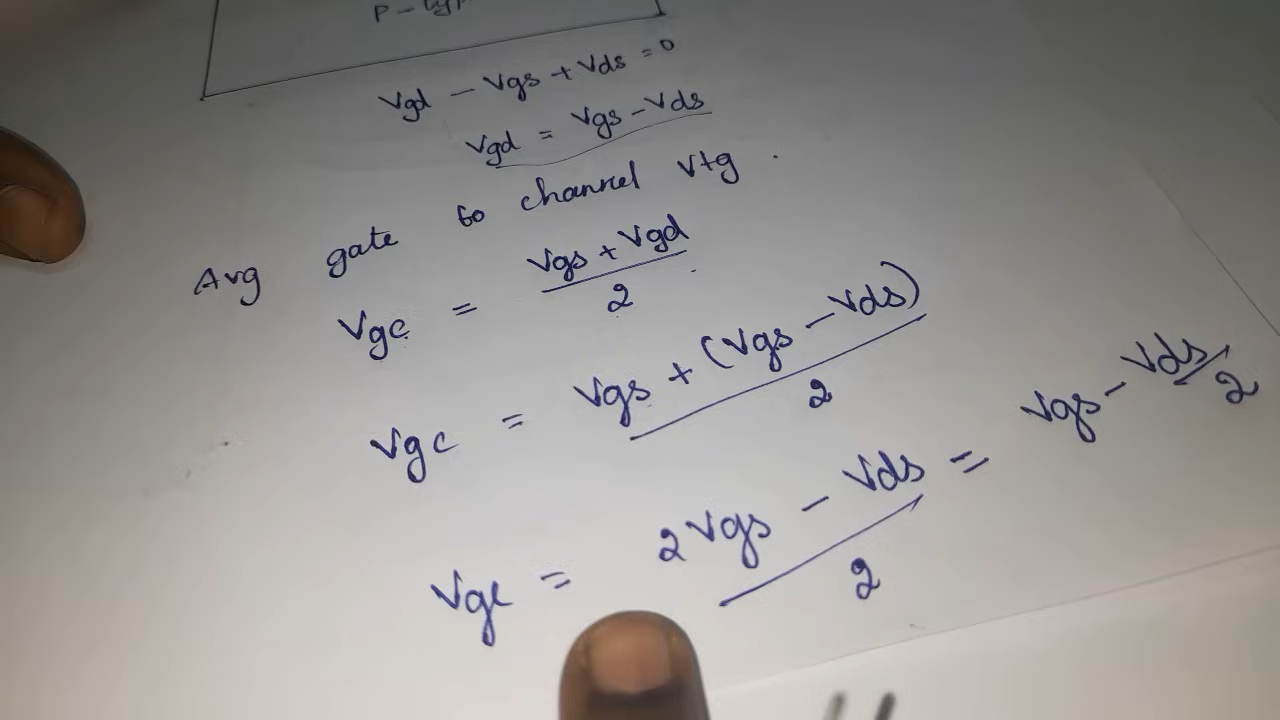 P-typ
Vgd - Vgs + Vds = 0
Vgd = Vgs - Vds
Avg gate to channel Vtg.
Vgc = Vgs + Vgd / 2
Vgc = Vgs + (Vgs - Vds) / 2
Vgc = 2Vgs - Vds / 2 = Vgs - Vds/2